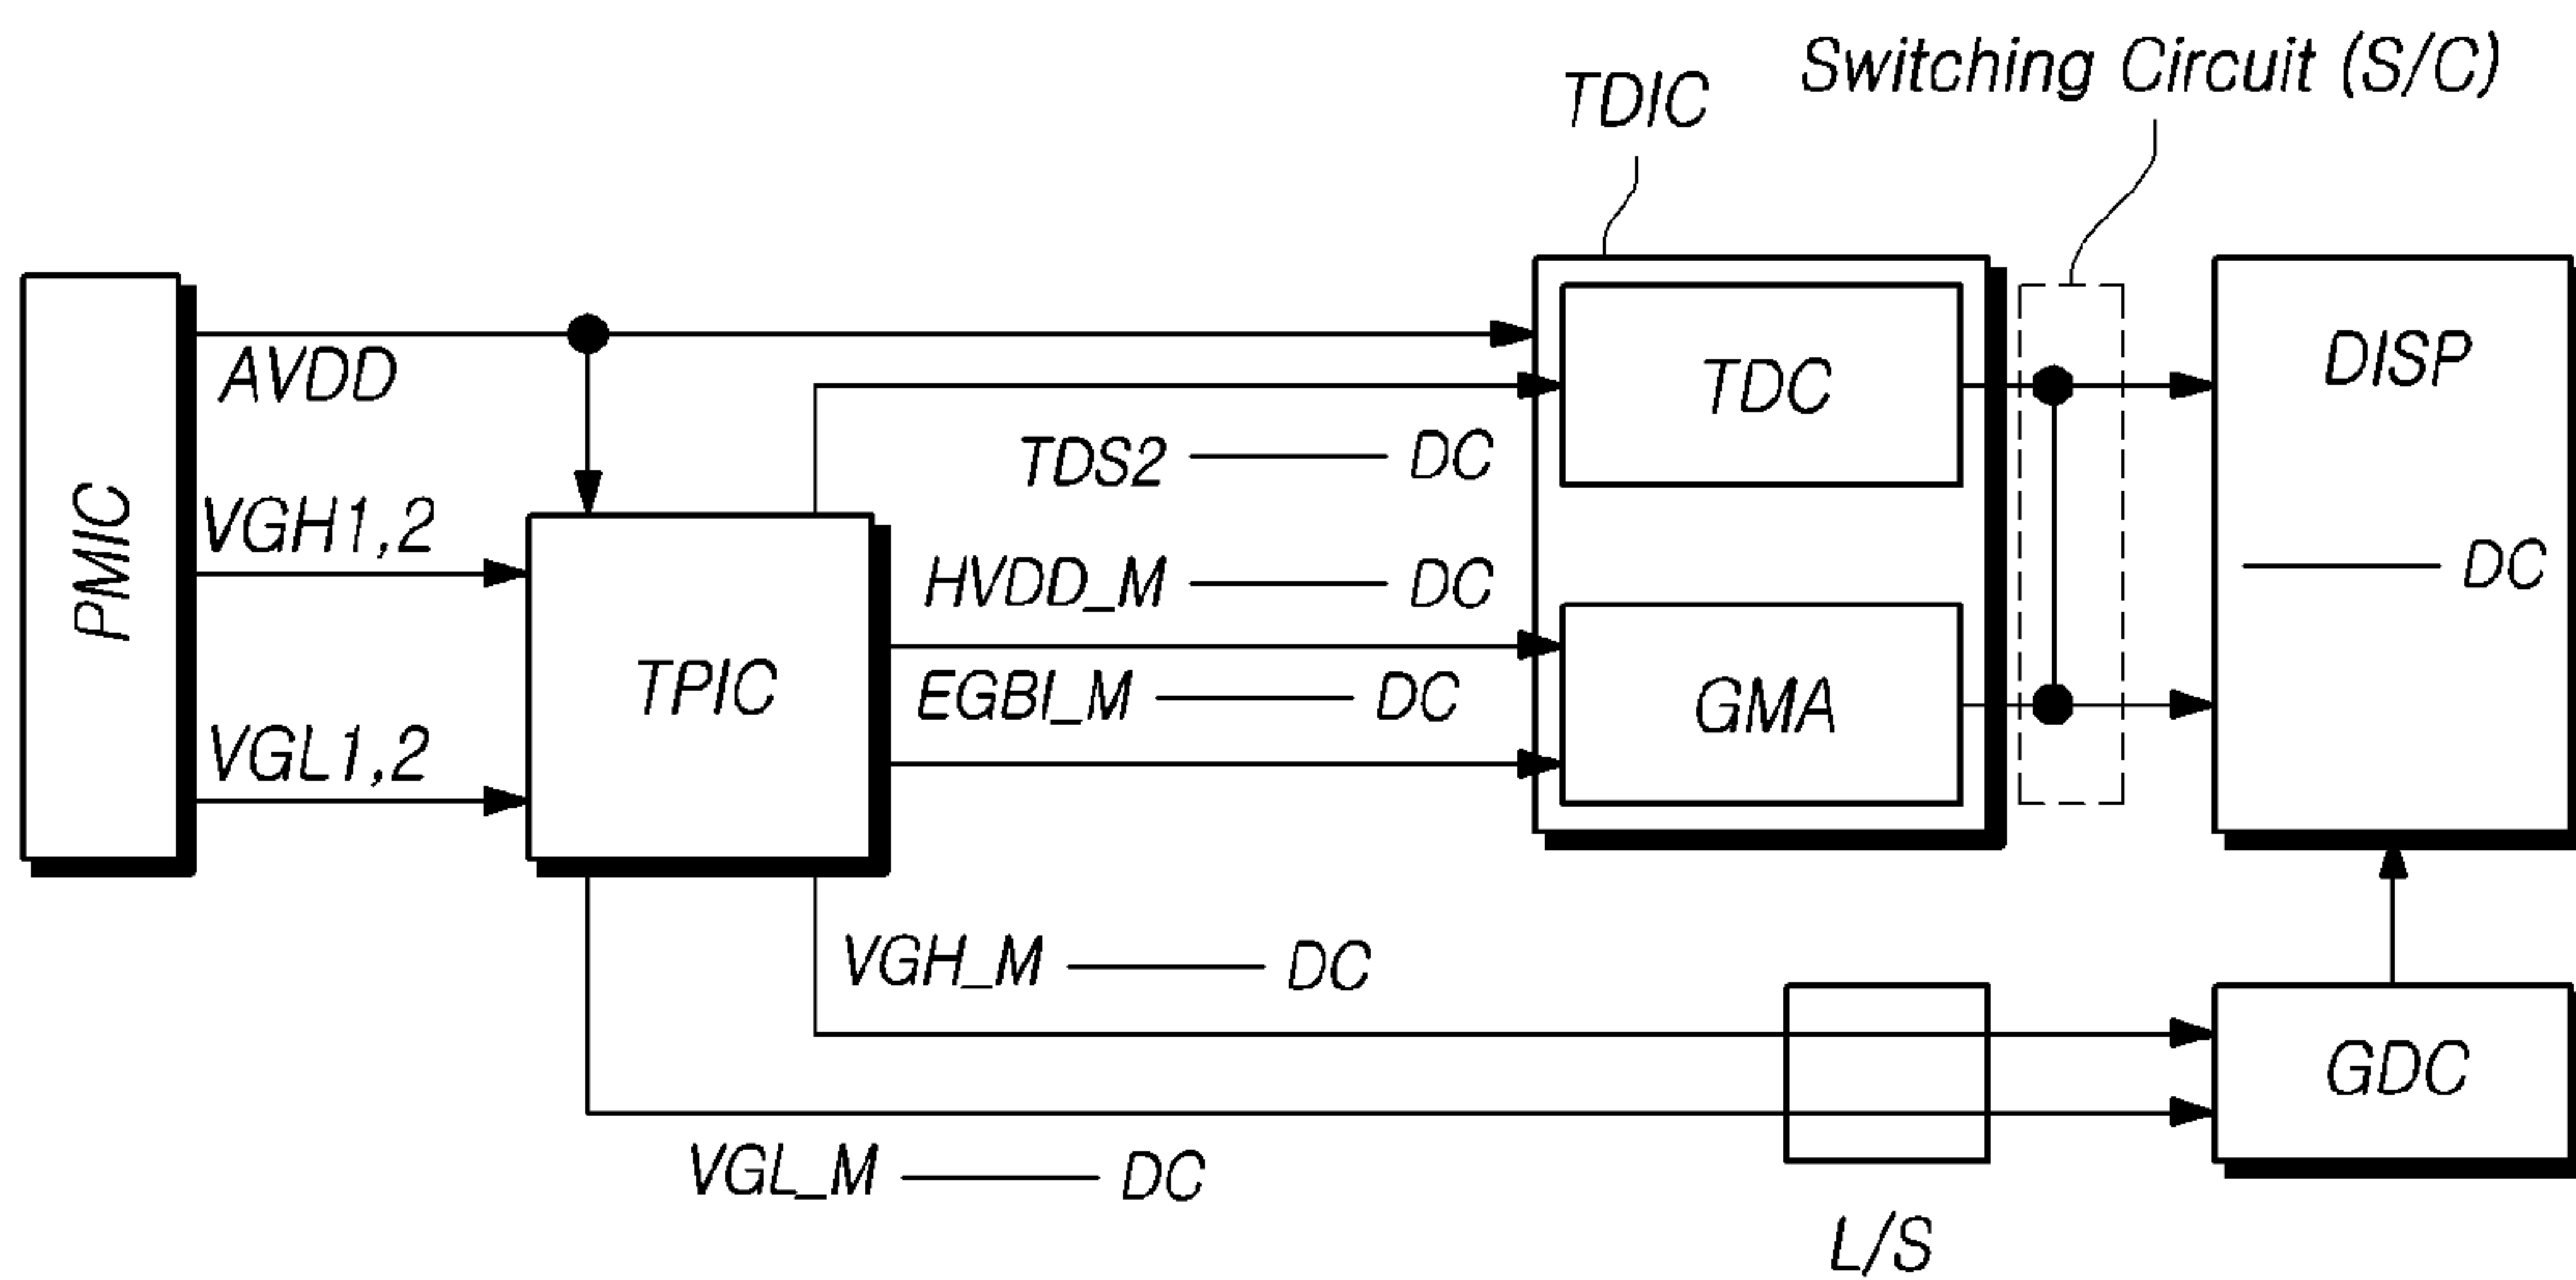 Switching Circuit (S/C)
TDIC
AVDD
TDC
DISP
TDS2 DC
PMIC
VGH1,2
HVDD_M DC
DC
TPIC
EGBI_M DC
GMA
VGL1,2
VGH_M DC
GDC
VGL_M DC
L/S